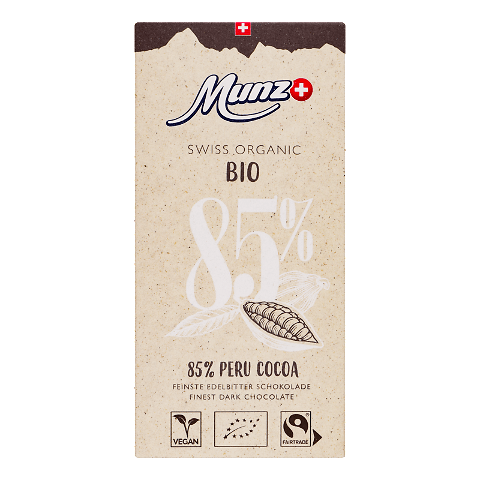 Munz
SWISS ORGANIC
BIO
85%
85% PERU COCOA
FEINSTE EDELBITTER SCHOKOLADE
FINEST DARK CHOCOLATE
VEGAN
FAIRTRADE